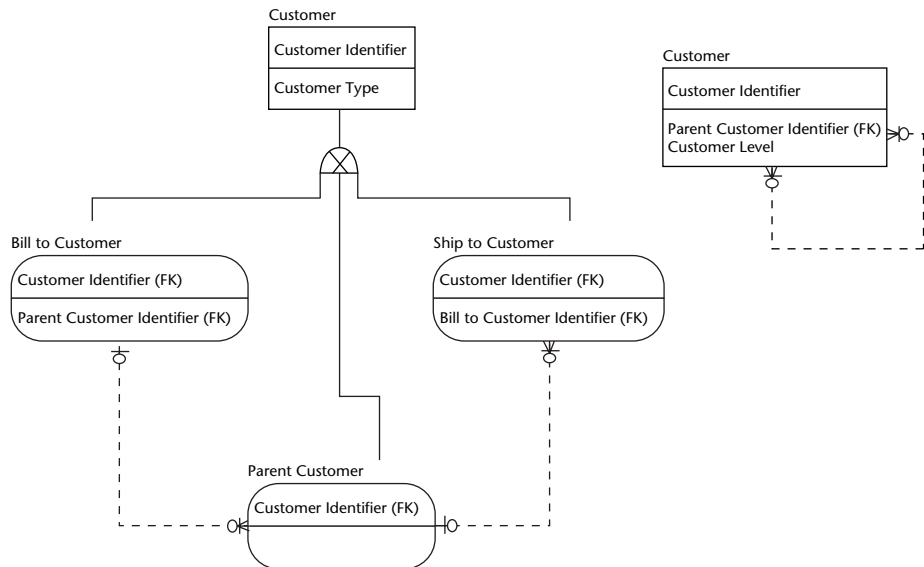 Customer
Customer Identifier
Customer Type
Customer
Customer Identifier
Parent Customer Identifier (FK)
Customer Level
Bill to Customer
Customer Identifier (FK)
Parent Customer Identifier (FK)
Ship to Customer
Customer Identifier (FK)
Bill to Customer Identifier (FK)
Parent Customer
Customer Identifier (FK)